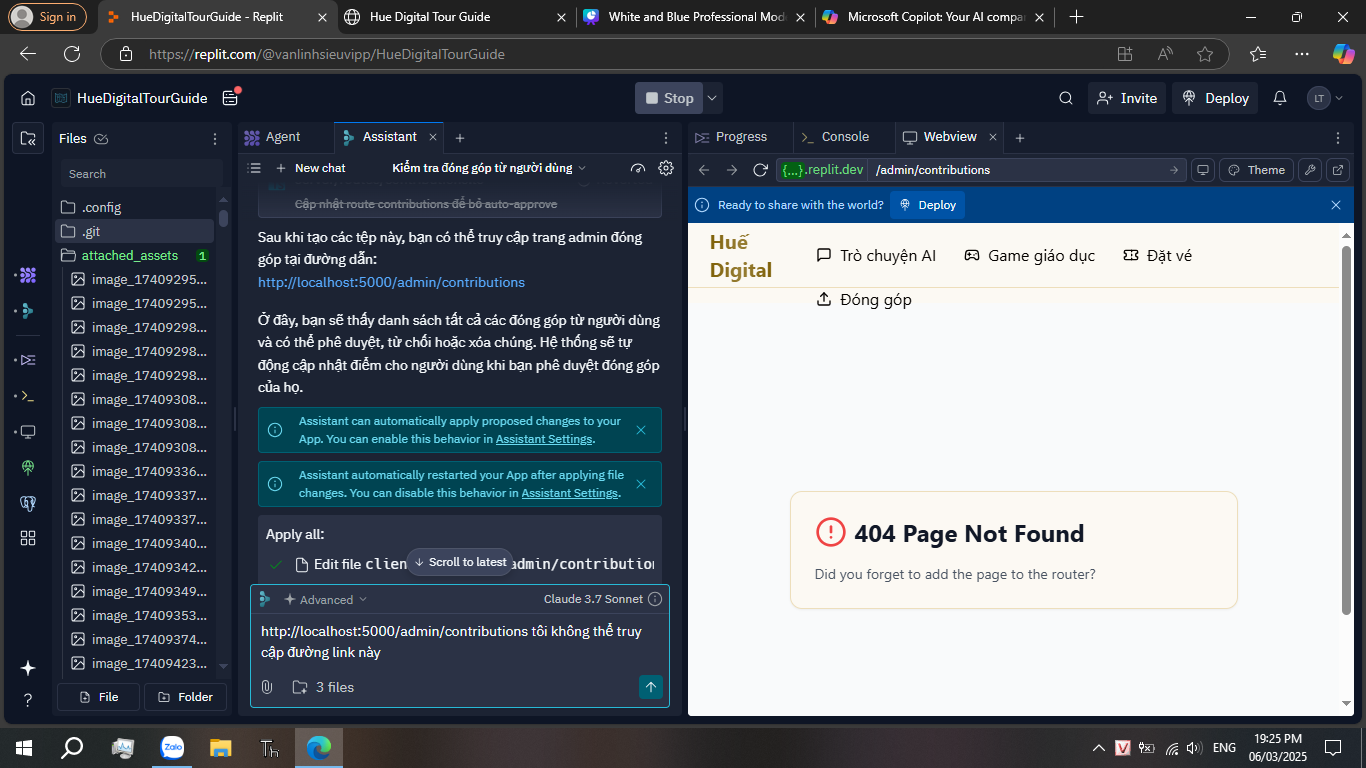 Sign in
HueDigitalTourGuide - Replit
Hue Digital Tour Guide
White and Blue Professional Mode
Microsoft Copilot: Your AI compa
https://replit.com/@vanlinhsieuvipp/HueDigitalTourGuide
HueDigitalTourGuide
Stop
Invite
Deploy
LT
Files
Search
.config
.git
attached_assets 1
image_17409295...
image_17409295...
image_17409298...
image_17409298...
image_17409298...
image_17409308...
image_17409308...
image_17409308...
image_17409336...
image_17409337...
image_17409337...
image_17409340...
image_17409342...
image_17409349...
image_17409353...
image_17409374...
image_17409423...
File
Folder
Agent
Assistant
New chat
Kiểm tra đóng góp từ người dùng
Cập nhật route contributions để bỏ auto-approve
Sau khi tạo các tệp này, bạn có thể truy cập trang admin đóng
góp tại đường dẫn:
http://localhost:5000/admin/contributions
Ở đây, bạn sẽ thấy danh sách tất cả các đóng góp từ người dùng
và có thể phê duyệt, từ chối hoặc xóa chúng. Hệ thống sẽ tự
động cập nhật điểm cho người dùng khi bạn phê duyệt đóng góp
của họ.
Assistant can automatically apply proposed changes to your
App. You can enable this behavior in Assistant Settings.
Assistant automatically restarted your App after applying file
changes. You can disable this behavior in Assistant Settings.
Apply all:
Edit file clien
admin/contribution
Scroll to latest
Advanced
Claude 3.7 Sonnet
http://localhost:5000/admin/contributions tôi không thể truy
cập đường link này
3 files
Progress
Console
Webview
{...}.replit.dev
/admin/contributions
Theme
Ready to share with the world?
Deploy
Huế
Digital
Trò chuyện AI
Game giáo dục
Đặt vé
Đóng góp
404 Page Not Found
Did you forget to add the page to the router?
Zalo
Th
V
ENG
19:25 PM
06/03/2025